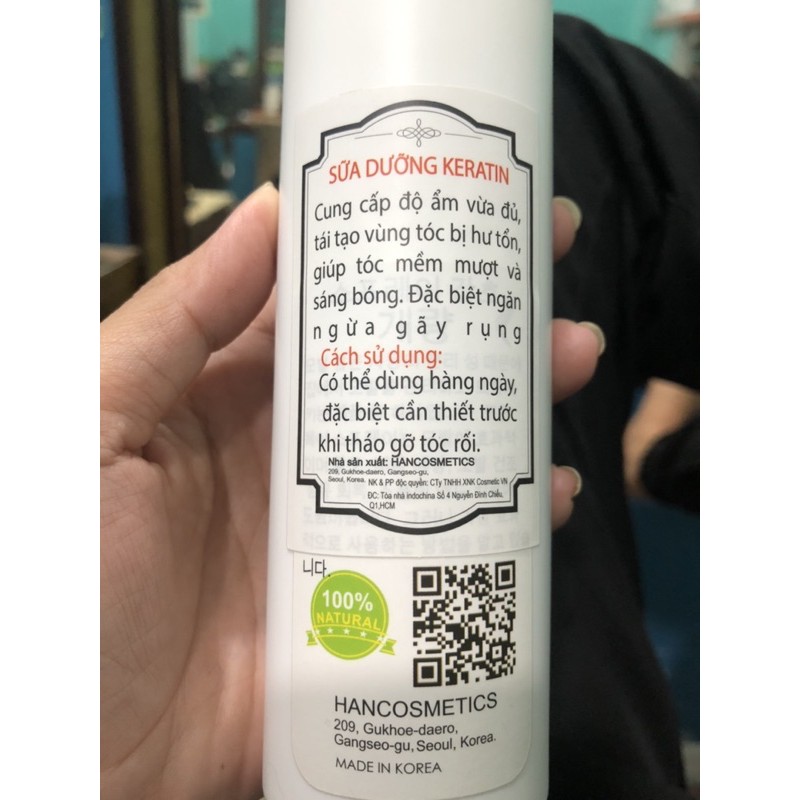 SỮA DƯỠNG KERATIN
Cung cấp độ ẩm vừa đủ,
tái tạo vùng tóc bị hư tổn,
giúp tóc mềm mượt và
sáng bóng. Đặc biệt ngăn
ngừa gãy rụng
Cách sử dụng:
Có thể dùng hàng ngày,
đặc biệt cần thiết trước
khi tháo gỡ tóc rối.
Nhà sản xuất: HANCOSMETICS
209, Gukhoe-daero, Gangseo-gu,
Seoul, Korea. NK & PP độc quyền: CTy TNHH XNK Cosmetic VN
ĐC: Tòa nhà indochina Số 4 Nguyễn Đình Chiểu,
Q1,HCM
니다.
100%
NATURAL
HANCOSMETICS
209, Gukhoe-daero,
Gangseo-gu, Seoul, Korea.
MADE IN KOREA